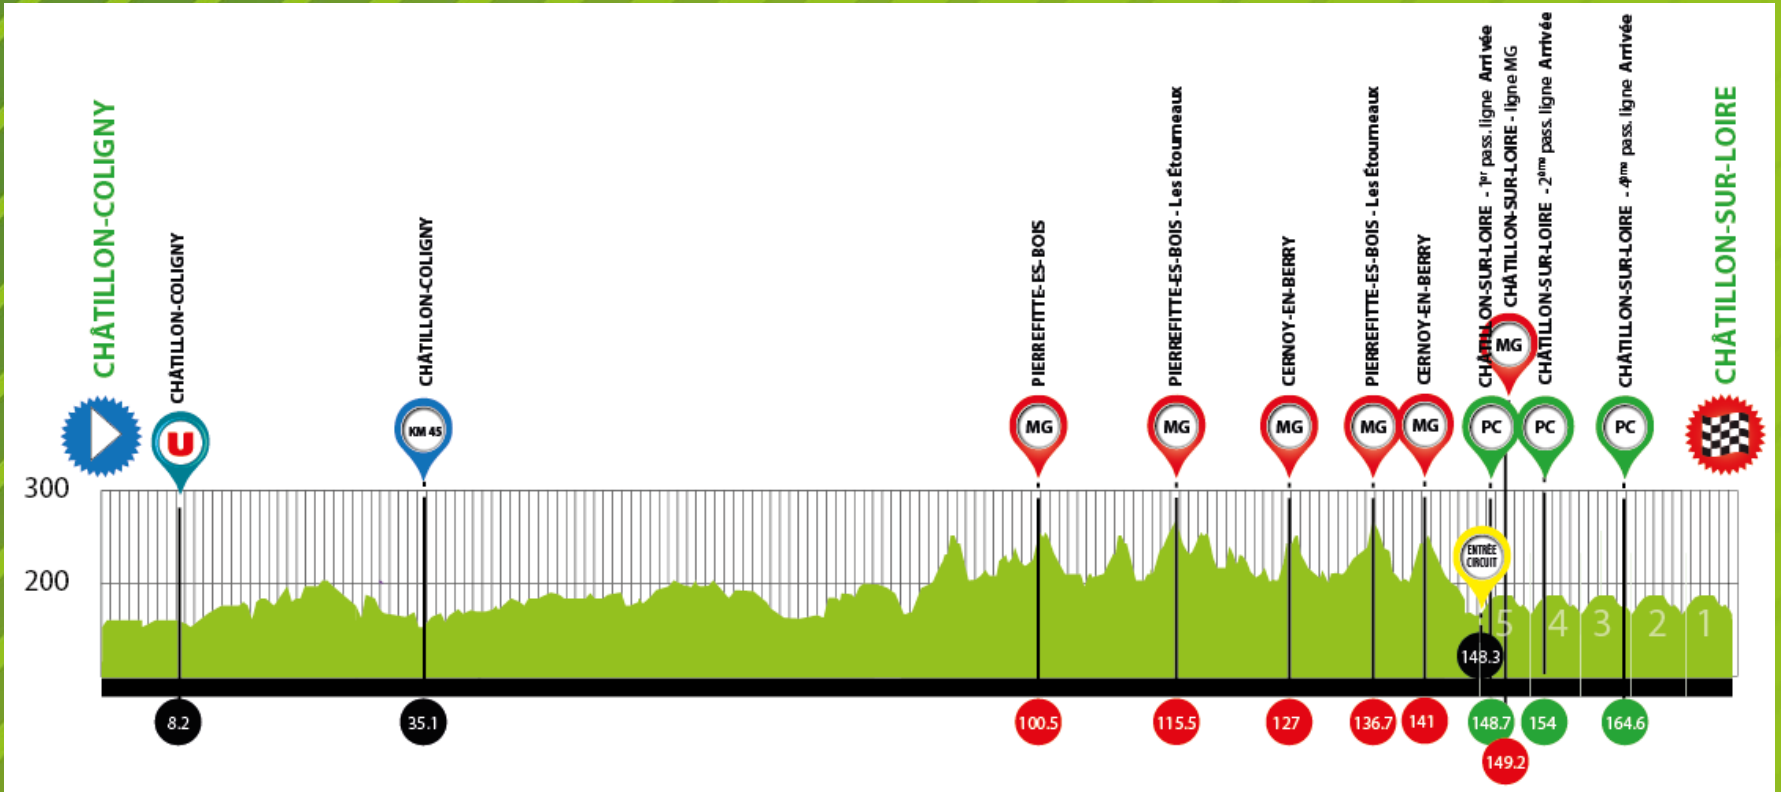 CHÂTILLON-COLIGNY
CHÂTILLON-COLIGNY
CHÂTILLON-COLIGNY
PIERREFITTE-ES-BOIS
PIERREFITTE-ES-BOIS - Les Étourneaux
CERNOY-EN-BERRY
PIERREFITTE-ES-BOIS - Les Étourneaux
CERNOY-EN-BERRY
CHÂTILLON-SUR-LOIRE - 1er pass. ligne Arrivée
CHÂTILLON-SUR-LOIRE - ligne MG
CHÂTILLON-SUR-LOIRE - 2ème pass. ligne Arrivée
CHÂTILLON-SUR-LOIRE - 4ème pass. ligne Arrivée
CHÂTILLON-SUR-LOIRE
MG
U
KM 45
MG
MG
MG
MG
MG
PC
PC
PC
300
200
ENTRÉE
CIRCUIT
5
4
3
2
1
148.3
8.2
35.1
100.5
115.5
127
136.7
141
148.7
154
164.6
149.2